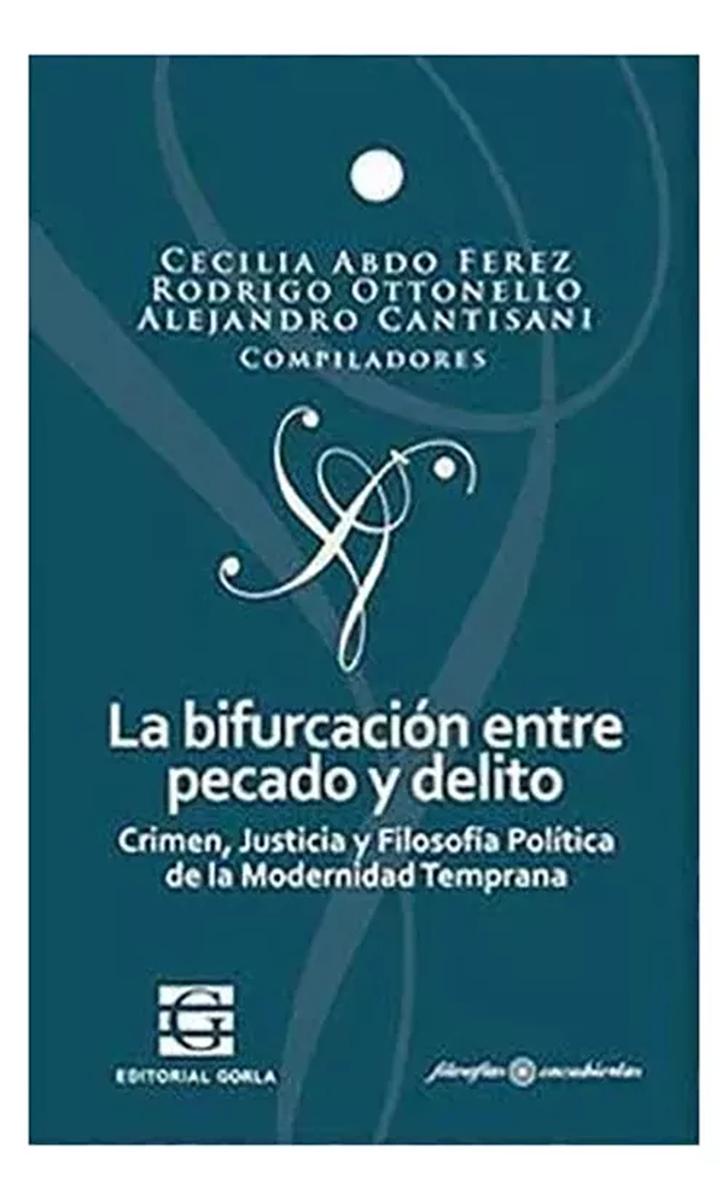 CECILIA ABDO FEREZ
RODRIGO OTTONELLO
ALEJANDRO CANTISANI
COMPILADORES
La bifurcación entre
pecado y delito
Crimen, Justicia y Filosofía Política
de la Modernidad Temprana
G
EDITORIAL GORLA
filosofías encubiertas